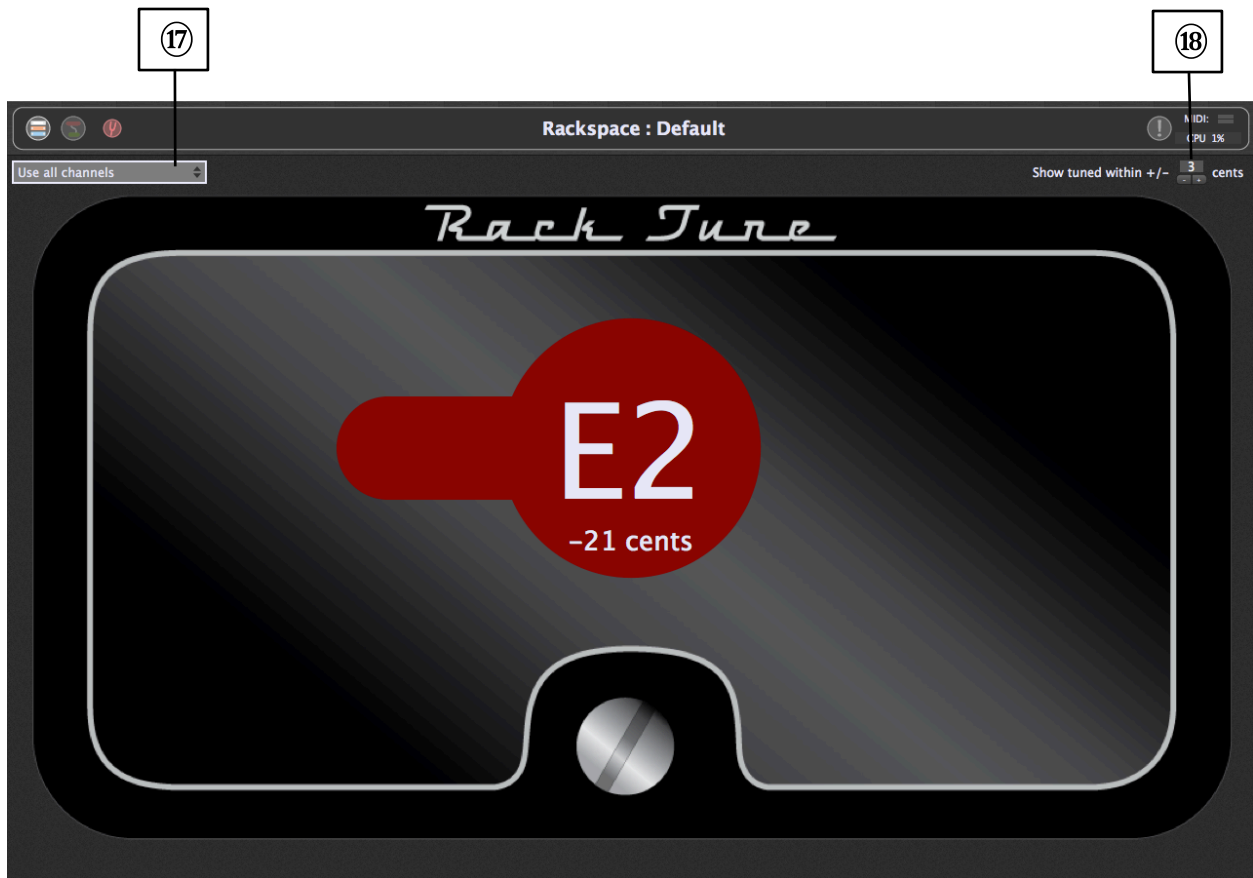 ⑰
⑱
Rackspace : Default
MIDI:
CPU 1%
Use all channels
Show tuned within +/- 3 cents
- +
Rack Tune
E2
-21 cents